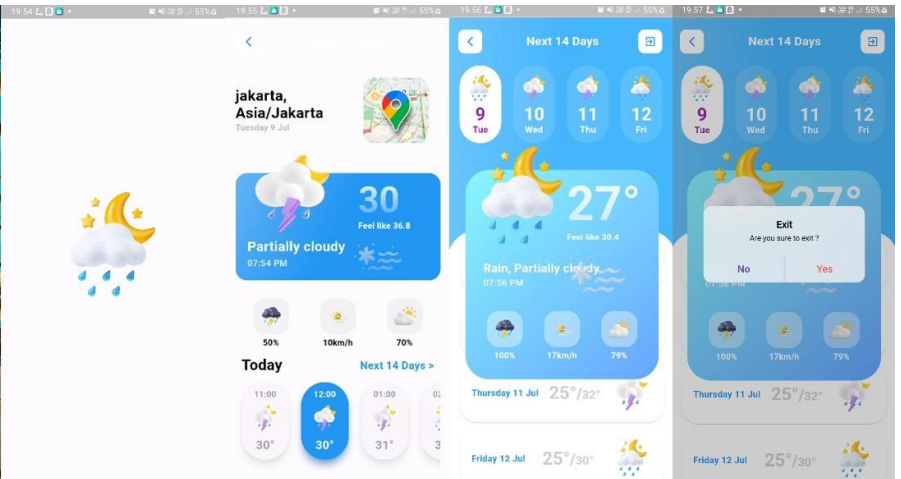 19.54
55%
19.55
55%
jakarta,
Asia/Jakarta
Tuesday 9 Jul
30
Feel like 36.8
Partially cloudy
07:54 PM
50%
10km/h
70%
Today
Next 14 Days >
11:00
12:00
01:00
30°
30°
31°
3
19.56
55%
Next 14 Days
9
10
11
12
Tue
Wed
Thu
Fri
27°
Feel like 30.4
Rain, Partially cloudy
07:56 PM
100%
17km/h
79%
Thursday 11 Jul
25°/32°
Friday 12 Jul
25°/30°
19.57
55%
Next 14 Days
9
10
11
12
Tue
Wed
Thu
Fri
27°
Exit
Are you sure to exit ?
No
Yes
07:56 PM
100%
17km/h
79%
Thursday 11 Jul
25°/32°
Friday 12 Jul
25°/30°